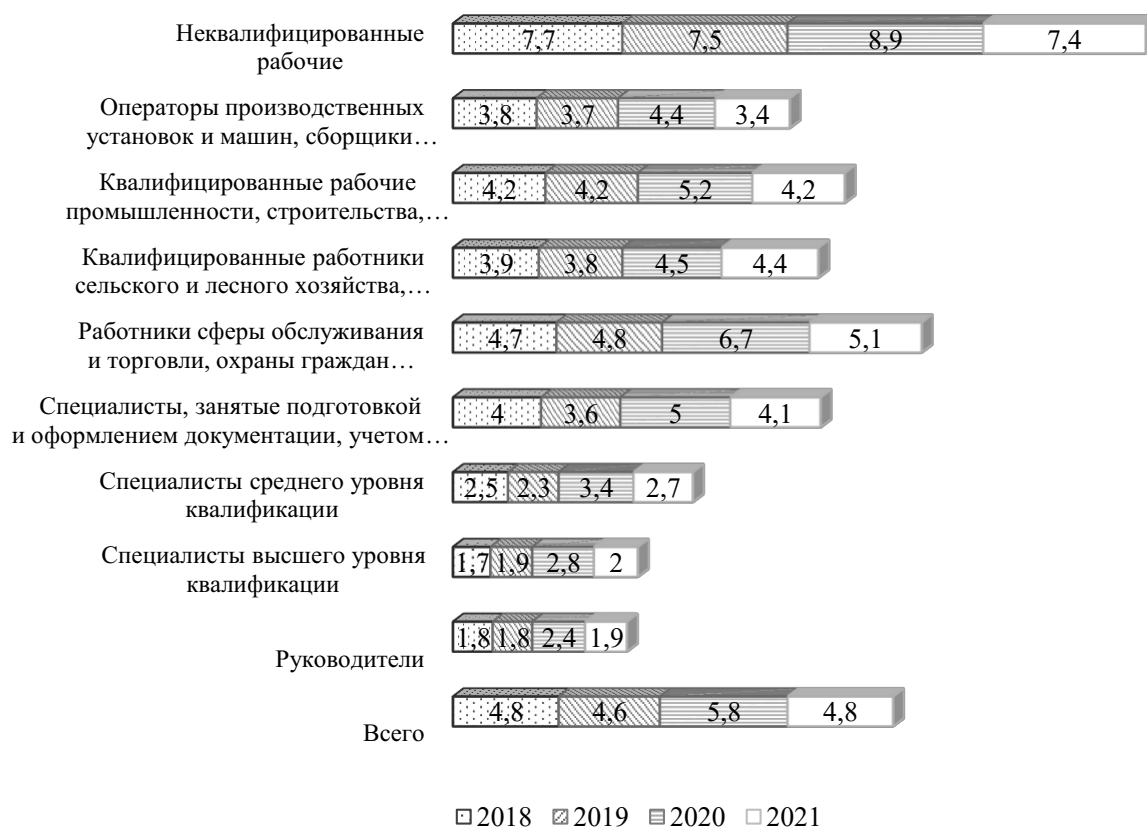 Неквалифицированные
рабочие
7,7 7,5 8,9 7,4
Операторы производственных
установок и машин, сборщики…
3,8 3,7 4,4 3,4
Квалифицированные рабочие
промышленности, строительства,…
4,2 4,2 5,2 4,2
Квалифицированные работники
сельского и лесного хозяйства,…
3,9 3,8 4,5 4,4
Работники сферы обслуживания
и торговли, охраны граждан…
4,7 4,8 6,7 5,1
Специалисты, занятые подготовкой
и оформлением документации, учетом…
4 3,6 5 4,1
Специалисты среднего уровня
квалификации
2,5 2,3 3,4 2,7
Специалисты высшего уровня
квалификации
1,7 1,9 2,8 2
Руководители
1,8 1,8 2,4 1,9
Всего
4,8 4,6 5,8 4,8
2018 2019 2020 2021